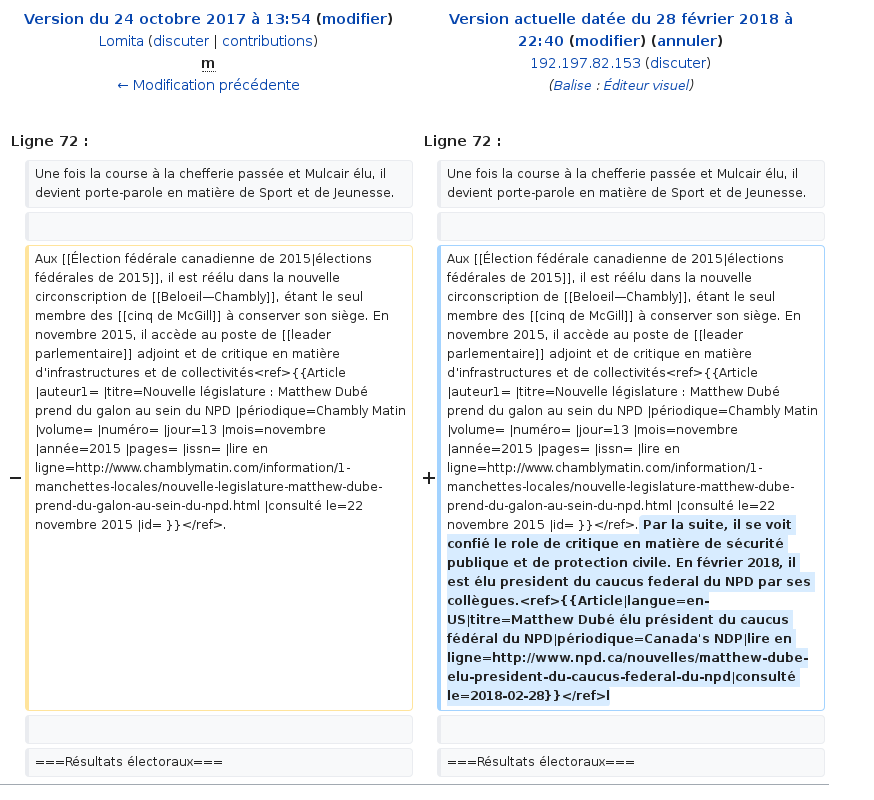 Version du 24 octobre 2017 à 13:54 (modifier)
Lomita (discuter | contributions)
m
← Modification précédente
Version actuelle datée du 28 février 2018 à
22:40 (modifier) (annuler)
192.197.82.153 (discuter)
(Balise : Éditeur visuel)
Ligne 72 :
Ligne 72 :
Une fois la course à la chefferie passée et Mulcair élu, il
devient porte-parole en matière de Sport et de Jeunesse.
Une fois la course à la chefferie passée et Mulcair élu, il
devient porte-parole en matière de Sport et de Jeunesse.
−
Aux [[Élection fédérale canadienne de 2015|élections
fédérales de 2015]], il est réélu dans la nouvelle
circonscription de [[Beloeil—Chambly]], étant le seul
membre des [[cinq de McGill]] à conserver son siège. En
novembre 2015, il accède au poste de [[leader
parlementaire]] adjoint et de critique en matière
d'infrastructures et de collectivités<ref>{{Article
|auteur1= |titre=Nouvelle législature : Matthew Dubé
prend du galon au sein du NPD |périodique=Chambly Matin
|volume= |numéro= |jour=13 |mois=novembre
|année=2015 |pages= |issn= |lire en
ligne=http://www.chamblymatin.com/information/1-
manchettes-locales/nouvelle-legislature-matthew-dube-
prend-du-galon-au-sein-du-npd.html |consulté le=22
novembre 2015 |id= }}</ref>.
+
Aux [[Élection fédérale canadienne de 2015|élections
fédérales de 2015]], il est réélu dans la nouvelle
circonscription de [[Beloeil—Chambly]], étant le seul
membre des [[cinq de McGill]] à conserver son siège. En
novembre 2015, il accède au poste de [[leader
parlementaire]] adjoint et de critique en matière
d'infrastructures et de collectivités<ref>{{Article
|auteur1= |titre=Nouvelle législature : Matthew Dubé
prend du galon au sein du NPD |périodique=Chambly Matin
|volume= |numéro= |jour=13 |mois=novembre
|année=2015 |pages= |issn= |lire en
ligne=http://www.chamblymatin.com/information/1-
manchettes-locales/nouvelle-legislature-matthew-dube-
prend-du-galon-au-sein-du-npd.html |consulté le=22
novembre 2015 |id= }}</ref>. Par la suite, il se voit
confié le role de critique en matière de sécurité
publique et de protection civile. En février 2018, il
est élu president du caucus federal du NPD par ses
collègues.<ref>{{Article|langue=en-
US|titre=Matthew Dubé élu président du caucus
fédéral du NPD|périodique=Canada's NDP|lire en
ligne=http://www.npd.ca/nouvelles/matthew-dube-
elu-president-du-caucus-federal-du-npd|consulté
le=2018-02-28}}</ref>l
===Résultats électoraux===
===Résultats électoraux===